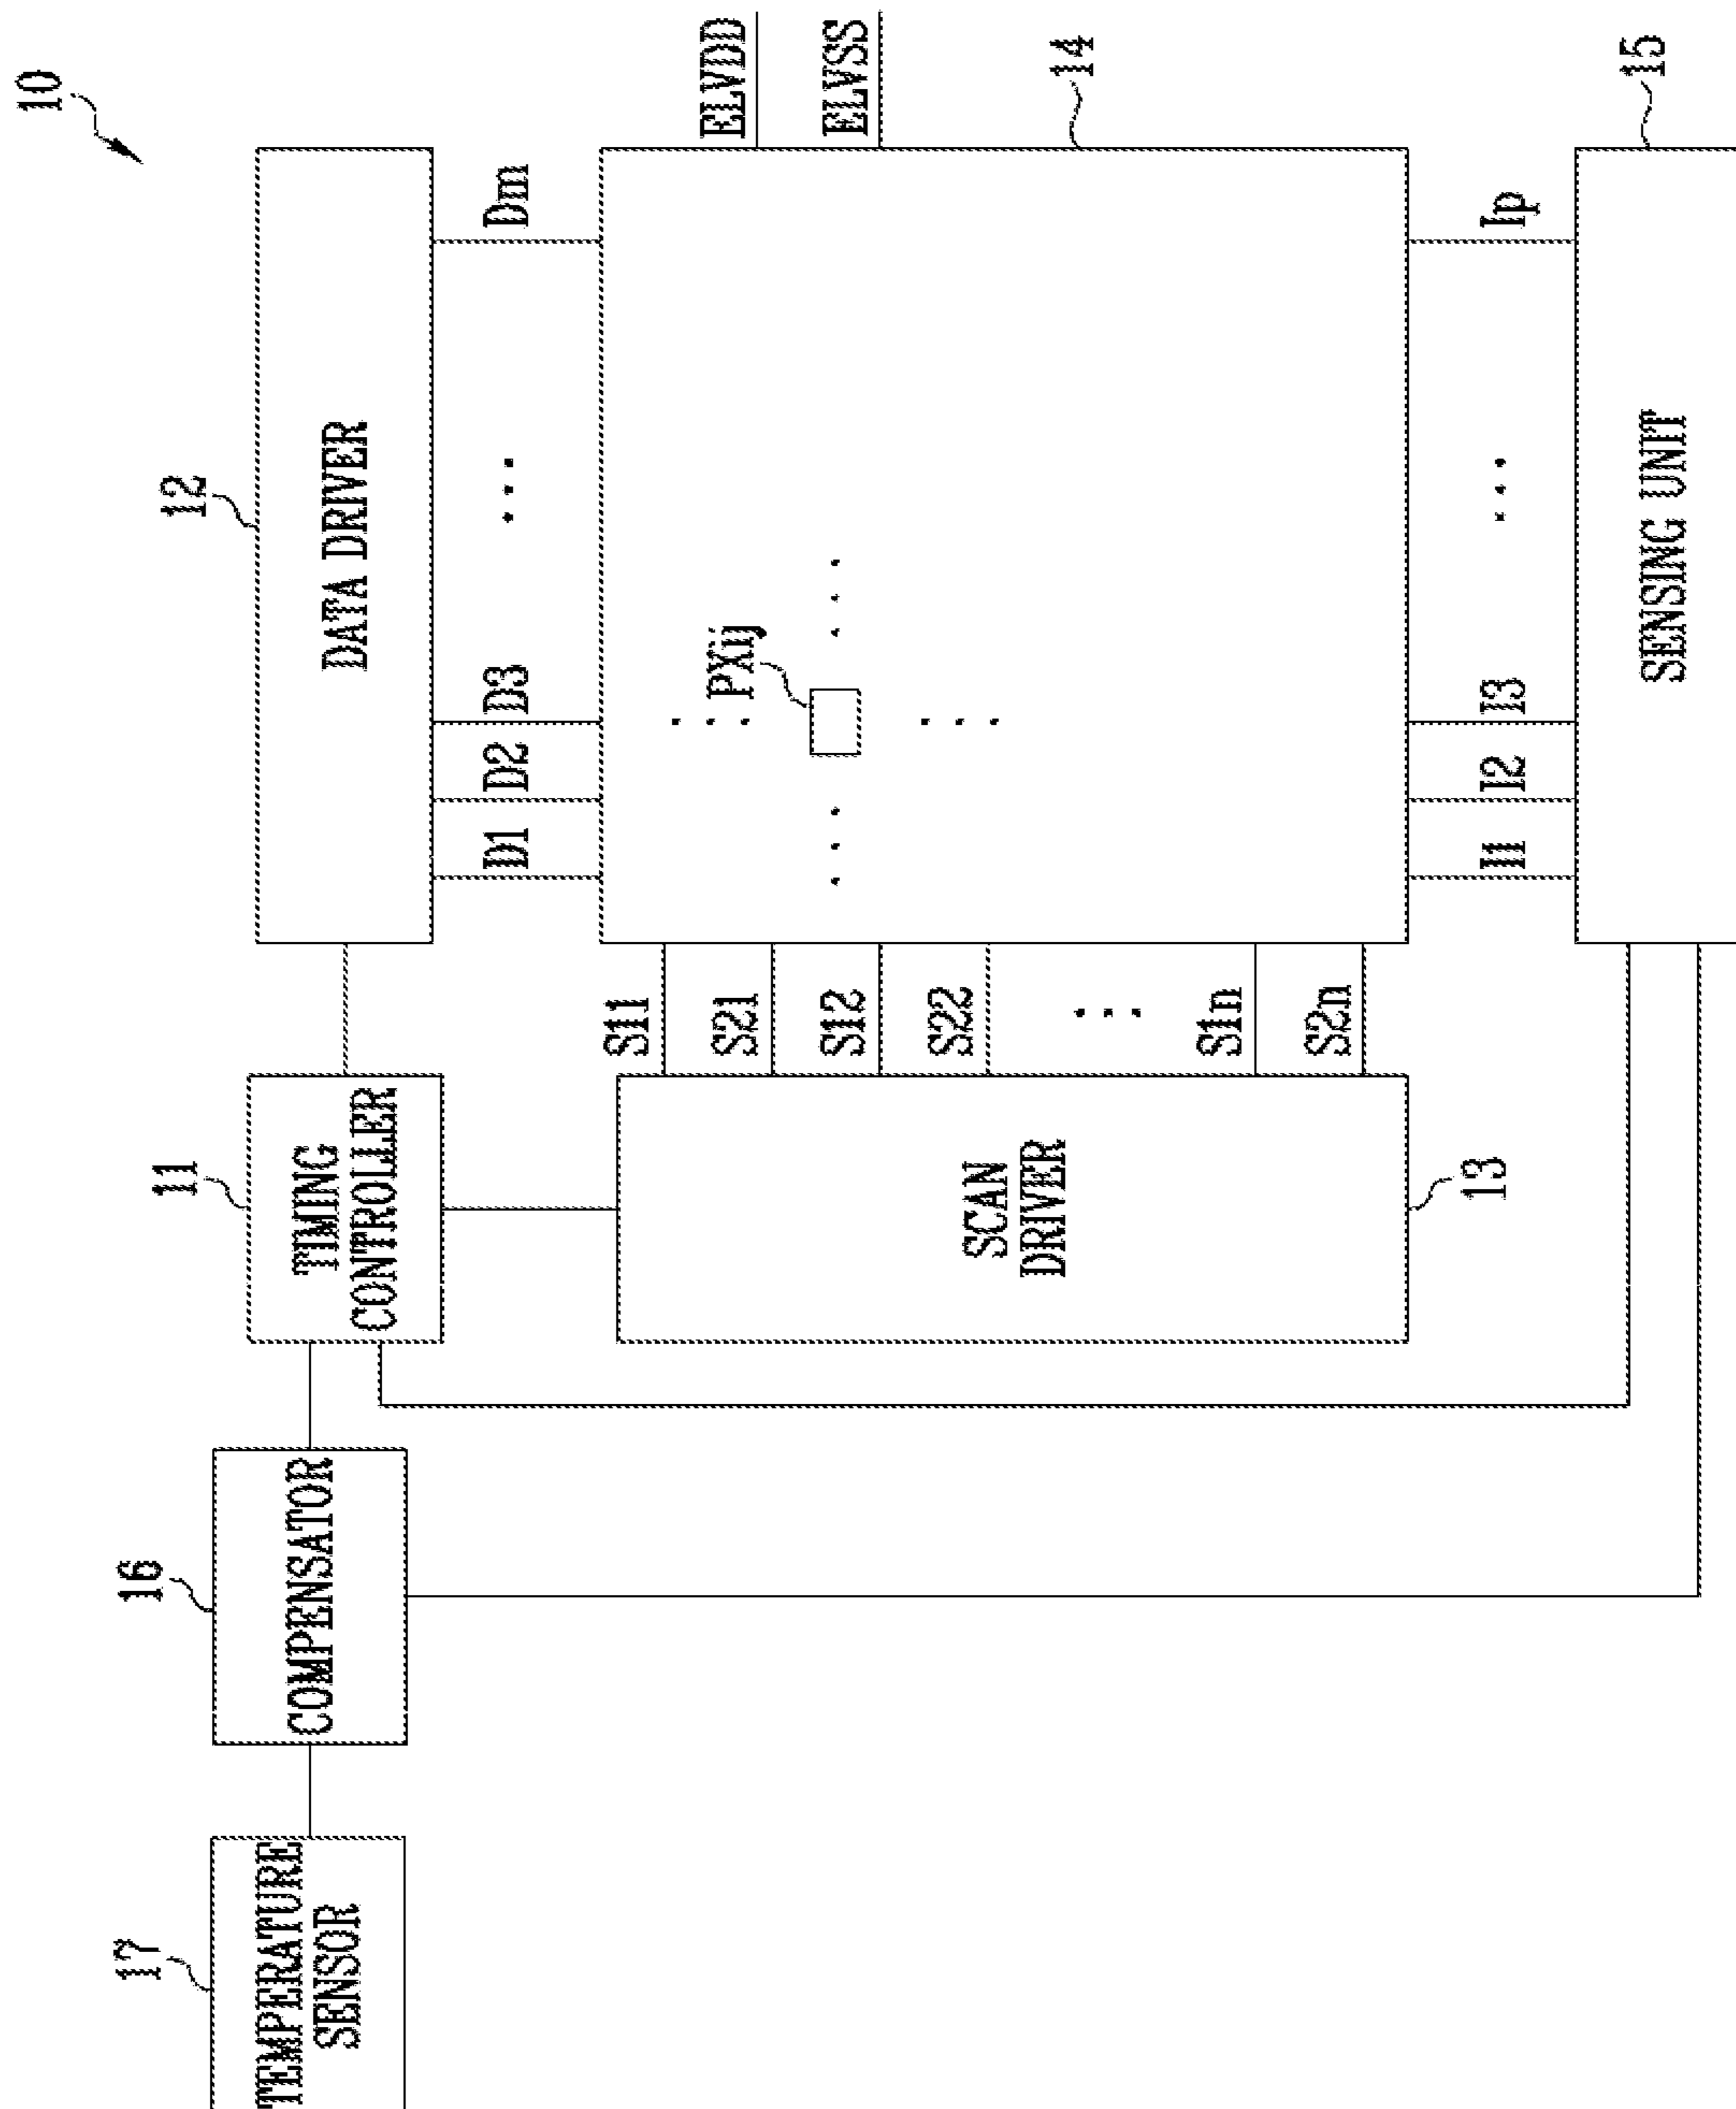 10
17
16
11
12
TEMPERATURE
SENSOR
COMPENSATOR
TIMING
CONTROLLER
DATA DRIVER
D1
D2
D3
...
Dm
ELVDD
ELVSS
S11
S21
S12
S22
⋮
S1n
S2n
SCAN
DRIVER
13
PXij
14
I1
I2
I3
...
Ip
SENSING UNIT
15